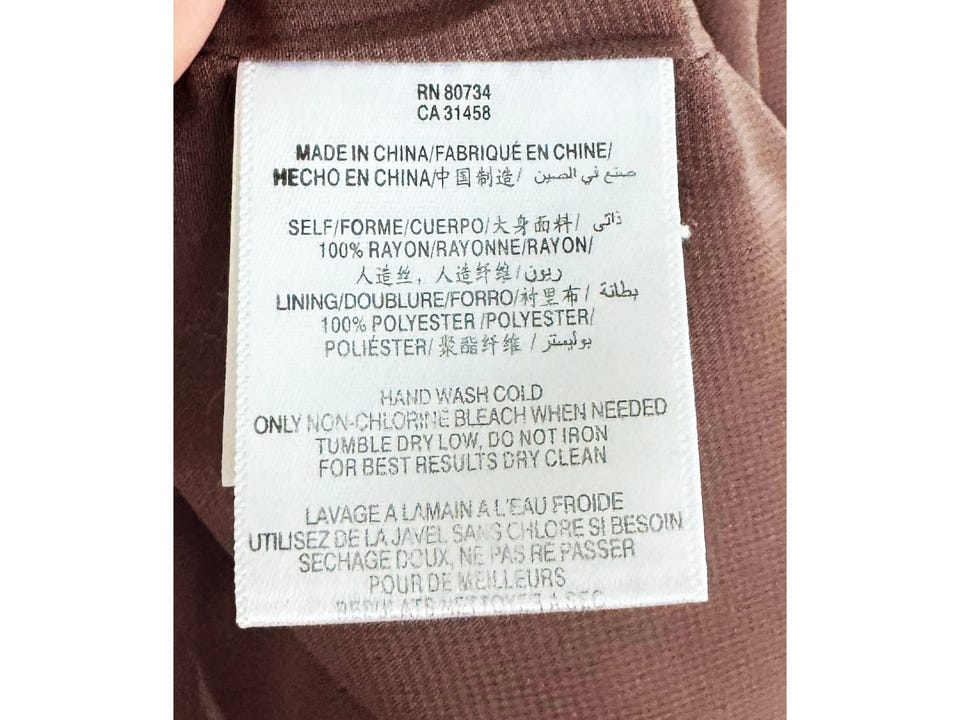 RN 80734
CA 31458
MADE IN CHINA/FABRIQUÉ EN CHINE/
HECHO EN CHINA/中国制造/ صنع في الصين
SELF/FORME/CUERPO/大身面料/ ذاتي
100% RAYON/RAYONNE/RAYON/
人造丝, 人造纤维/ ريون
LINING/DOUBLURE/FORRO/衬里布/ بطانة
100% POLYESTER /POLYESTER/
POLIÉSTER/ 聚酯纤维 / بوليستر
HAND WASH COLD
ONLY NON-CHLORINE BLEACH WHEN NEEDED
TUMBLE DRY LOW, DO NOT IRON
FOR BEST RESULTS DRY CLEAN
LAVAGE A LAMAIN A L'EAU FROIDE
UTILISEZ DE LA JAVEL SANS CHLORE SI BESOIN
SECHAGE DOUX, NE PAS RE PASSER
POUR DE MEILLEURS
RESULATS NETTOYEZ A SEC